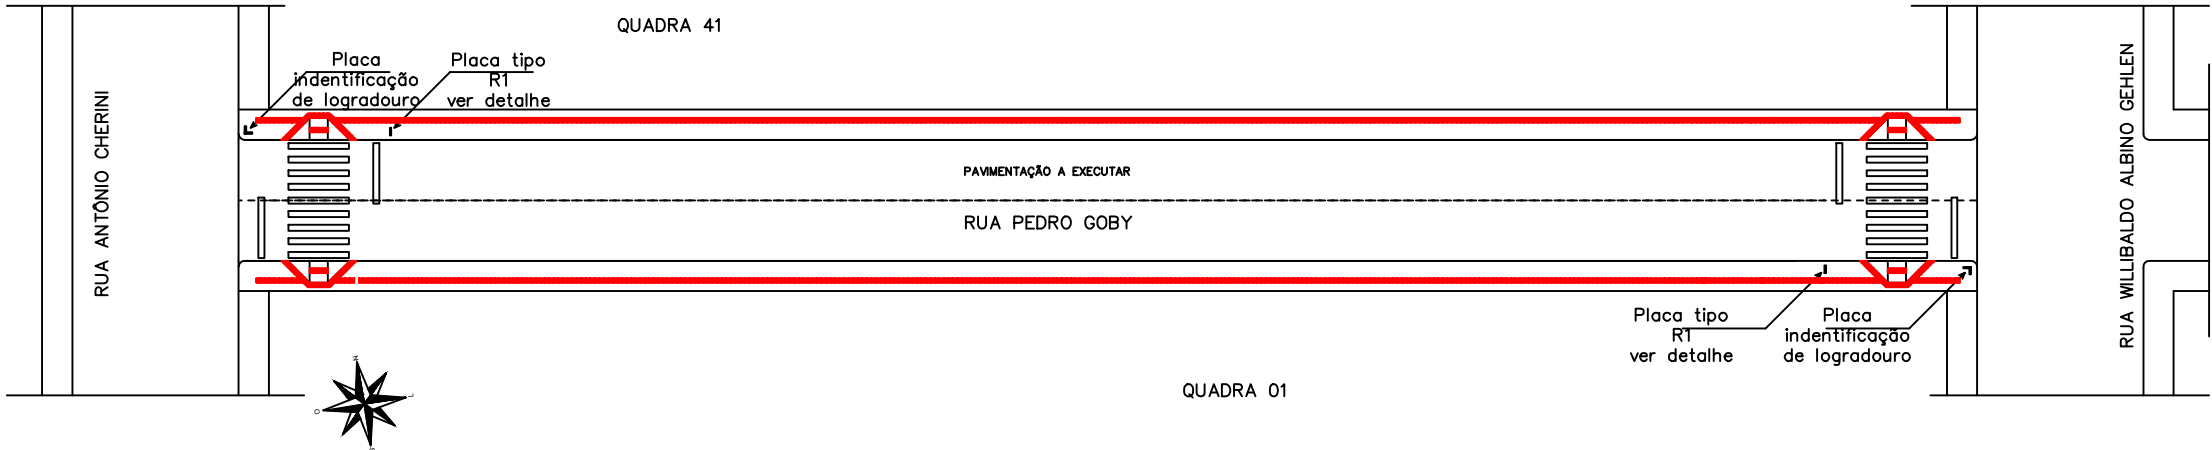 QUADRA 41
Placa
indentificação
de logradouro
Placa tipo
R1
ver detalhe
RUA ANTÔNIO CHERINI
PAVIMENTAÇÃO A EXECUTAR
RUA PEDRO GOBY
RUA WILLIBALDO ALBINO GEHLEN
Placa tipo
R1
ver detalhe
Placa
indentificação
de logradouro
QUADRA 01
N
L
O
S